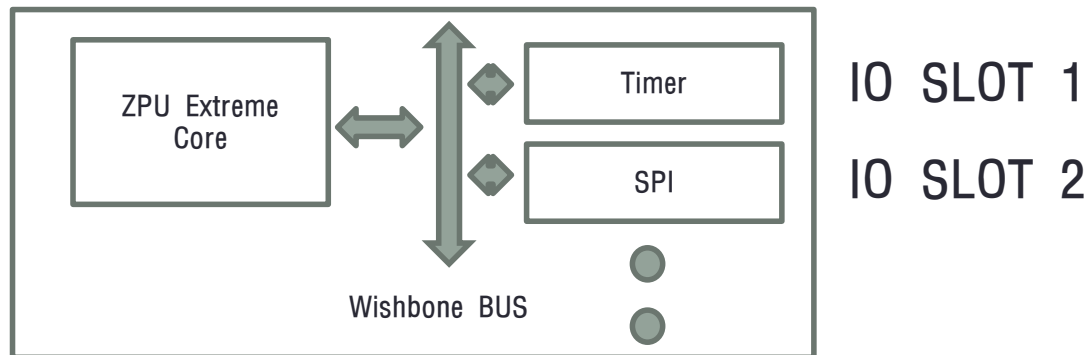 ZPU Extreme
Core
Timer
IO SLOT 1
SPI
IO SLOT 2
Wishbone BUS